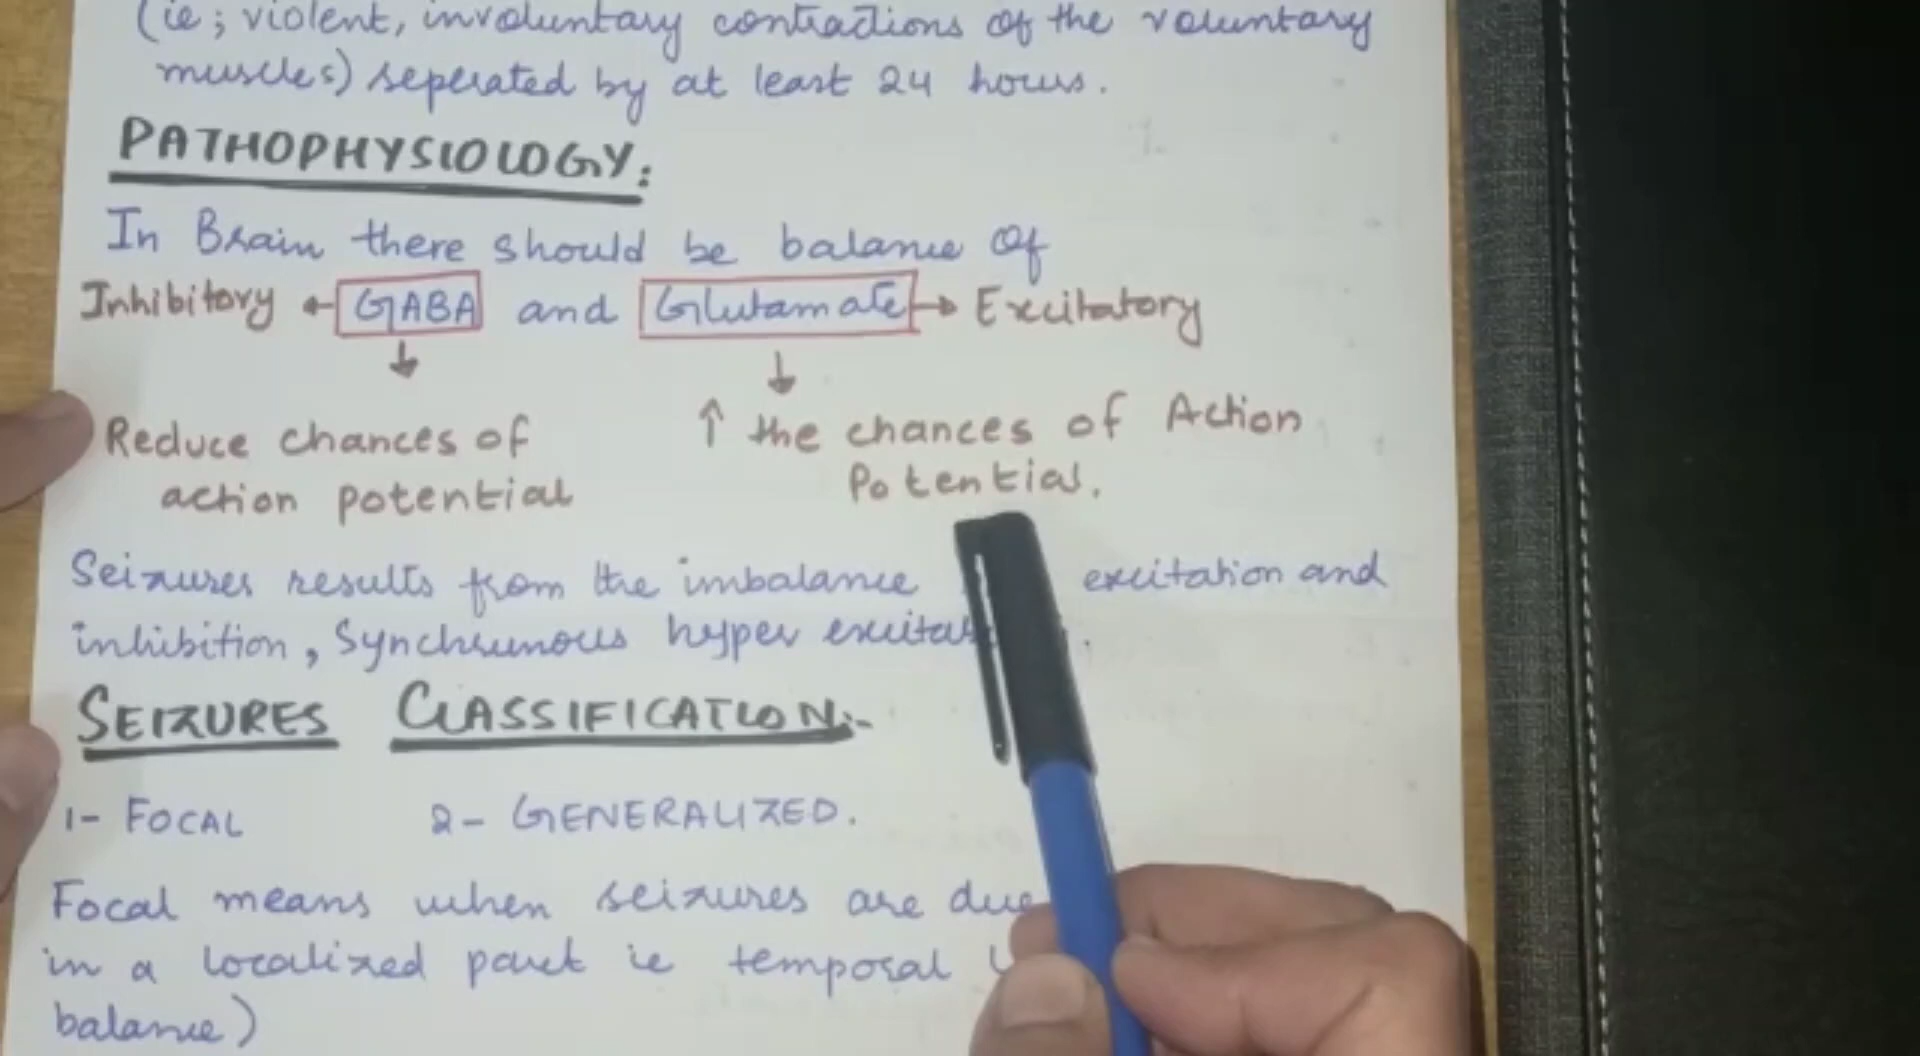 (ie; violent, involuntary contractions of the voluntary
muscles) seperated by at least 24 hours.
PATHOPHYSIOLOGY:
In Brain there should be balance of
Inhibitory ← GABA and Glutamate → Excitatory
↓ ↓
Reduce chances of
action potential
↑ the chances of Action
Potential.
Seizures results from the imbalance excitation and
inhibition, Synchrunous hyper
SEIZURES CLASSIFICATION:-
1- FOCAL 2- GENERALIZED.
Focal means when seizures are due
in a localized part ie temporal
balance)